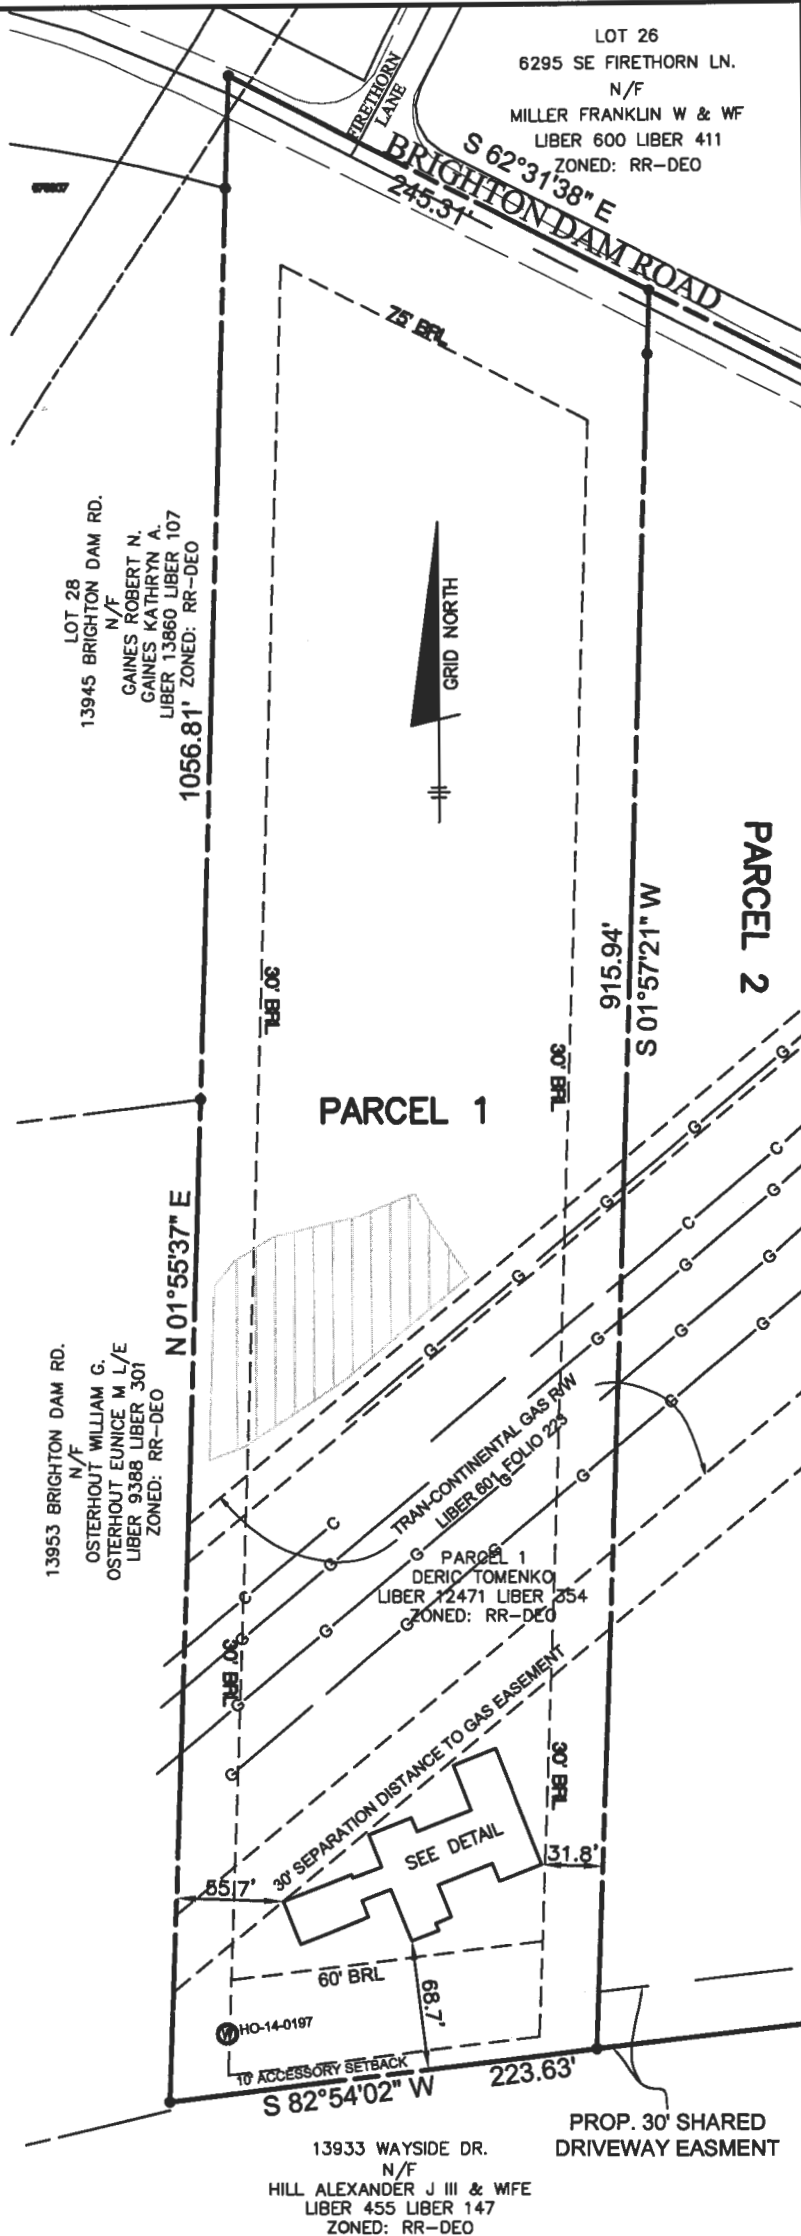 LOT 26
6295 SE FIRETHORN LN.
N/F
MILLER FRANKLIN W & WF
LIBER 600 LIBER 411
ZONED: RR-DEO
FIRETHORN
LANE
BRIGHTON DAM ROAD
S 62°31'38" E
245.31'
75' BRL
LOT 28
13945 BRIGHTON DAM RD.
N/F
GAINES ROBERT N.
GAINES KATHRYN A.
LIBER 13860 LIBER 107
ZONED: RR-DEO
1056.81'
GRID NORTH
PARCEL 2
915.94'
S 01°57'21" W
30' BRL
30' BRL
PARCEL 1
N 01°55'37" E
13953 BRIGHTON DAM RD.
N/F
OSTERHOUT WILLIAM G.
OSTERHOUT EUNICE M L/E
LIBER 9388 LIBER 301
ZONED: RR-DEO
G
G
G
G
G
C
C
G
G
G
G
G
G
G
G
G
G
G
G
G
G
C
C
G
G
G
TRAN-CONTINENTAL GAS R/W
LIBER 601, FOLIO 223
PARCEL 1
DERIC TOMENKO
LIBER 12471 LIBER 354
ZONED: RR-DEO
30' BRL
30' SEPARATION DISTANCE TO GAS EASEMENT
30' BRL
SEE DETAIL
31.8'
55.7'
60' BRL
68.7'
W HO-14-0197
10' ACCESSORY SETBACK
S 82°54'02" W
223.63'
PROP. 30' SHARED
DRIVEWAY EASMENT
13933 WAYSIDE DR.
N/F
HILL ALEXANDER J III & WIFE
LIBER 455 LIBER 147
ZONED: RR-DEO